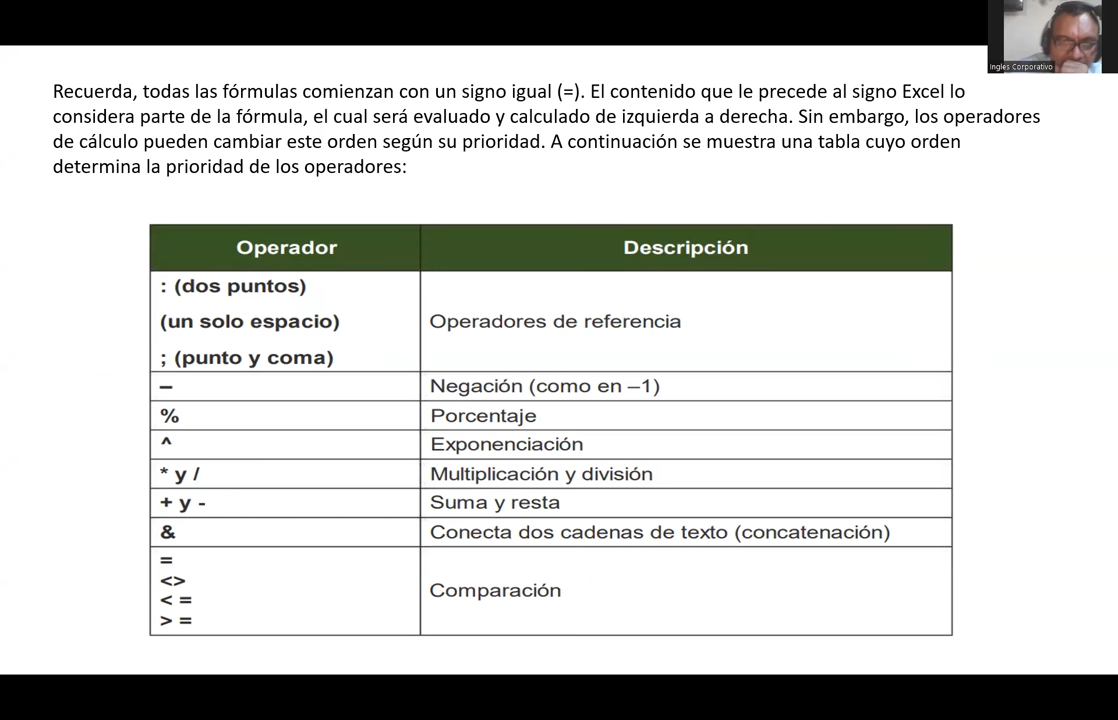 Ingles Corporativo
Recuerda, todas las fórmulas comienzan con un signo igual (=). El contenido que le precede al signo Excel lo
considera parte de la fórmula, el cual será evaluado y calculado de izquierda a derecha. Sin embargo, los operadores
de cálculo pueden cambiar este orden según su prioridad. A continuación se muestra una tabla cuyo orden
determina la prioridad de los operadores:
Operador Descripción
: (dos puntos)
(un solo espacio) Operadores de referencia
; (punto y coma)
– Negación (como en –1)
% Porcentaje
^ Exponenciación
* y / Multiplicación y división
+ y - Suma y resta
& Conecta dos cadenas de texto (concatenación)
=
<>
Comparación
< =
> =